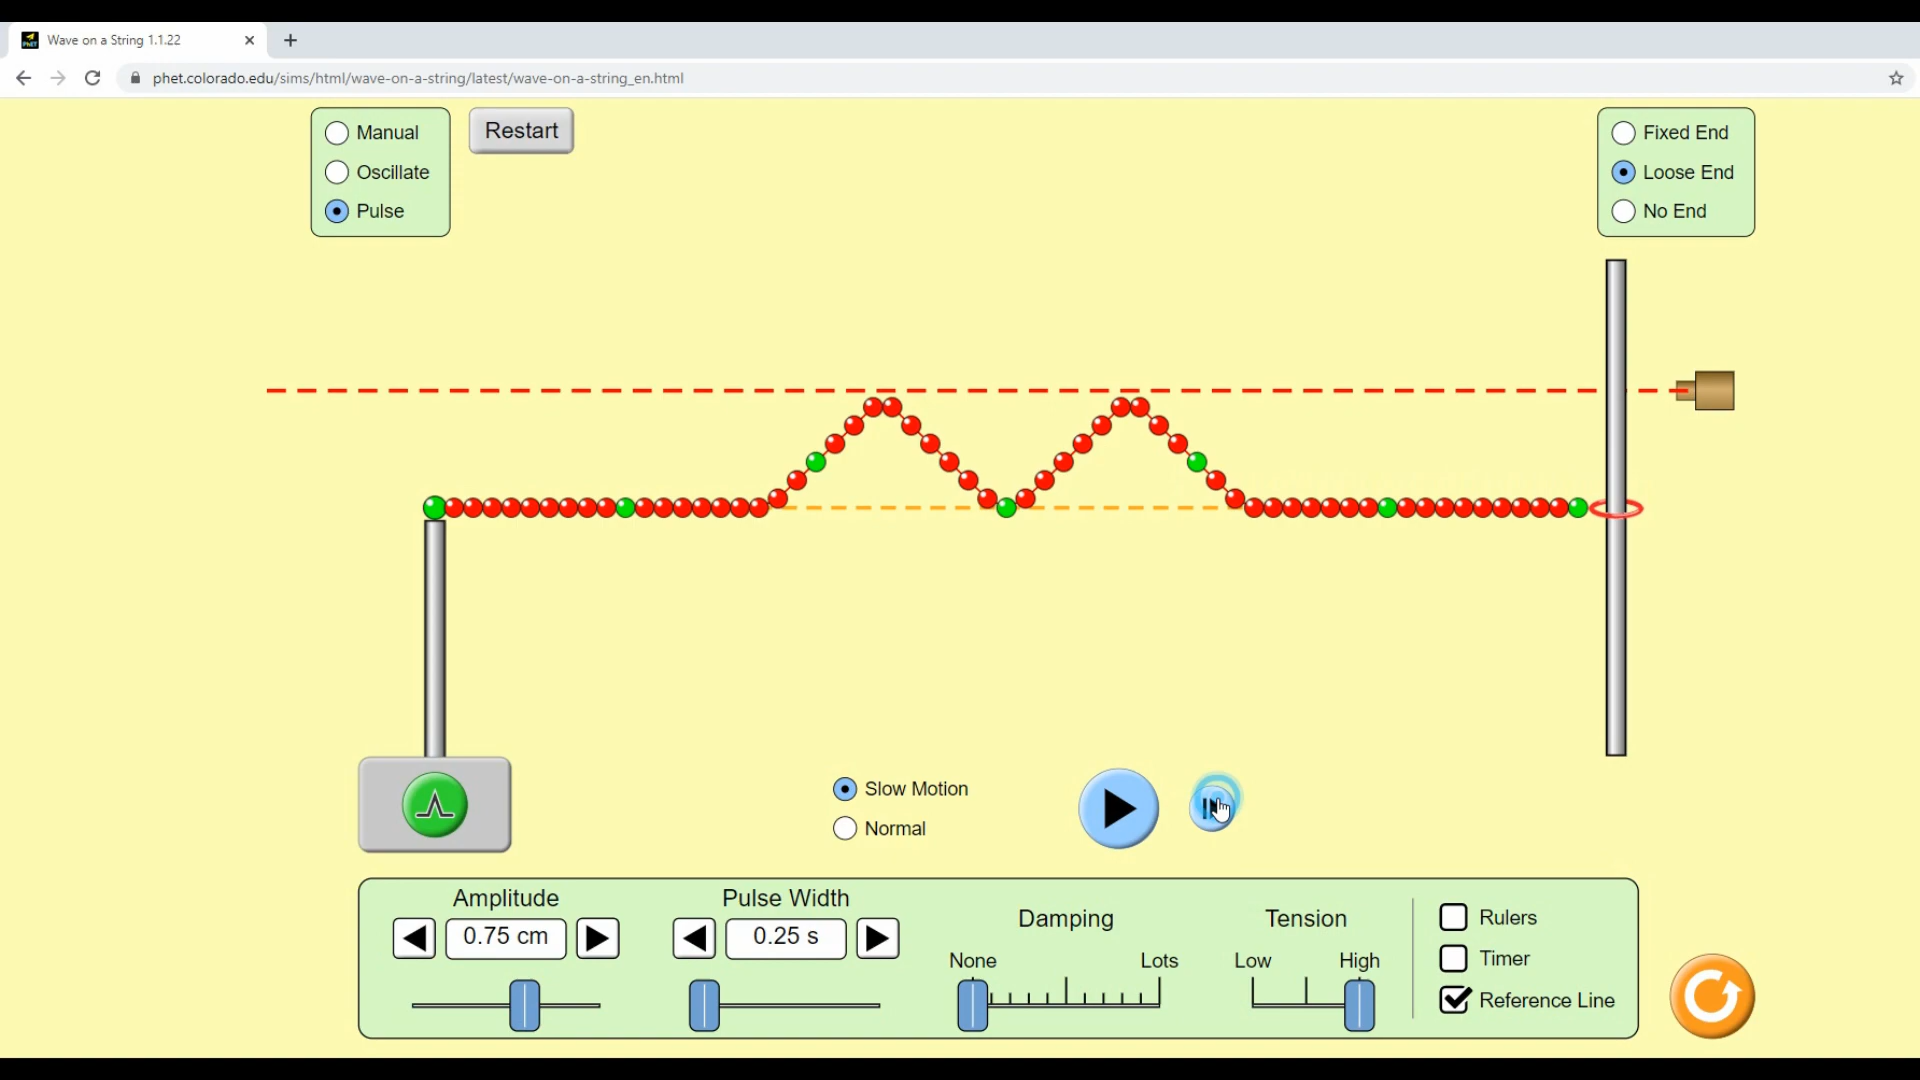 Wave on a String 1.1.22
phet.colorado.edu/sims/html/wave-on-a-string/latest/wave-on-a-string_en.html
Manual
Oscillate
Pulse
Restart
Fixed End
Loose End
No End
Slow Motion
Normal
Amplitude
0.75 cm
Pulse Width
0.25 s
Damping
None
Lots
Tension
Low
High
Rulers
Timer
Reference Line